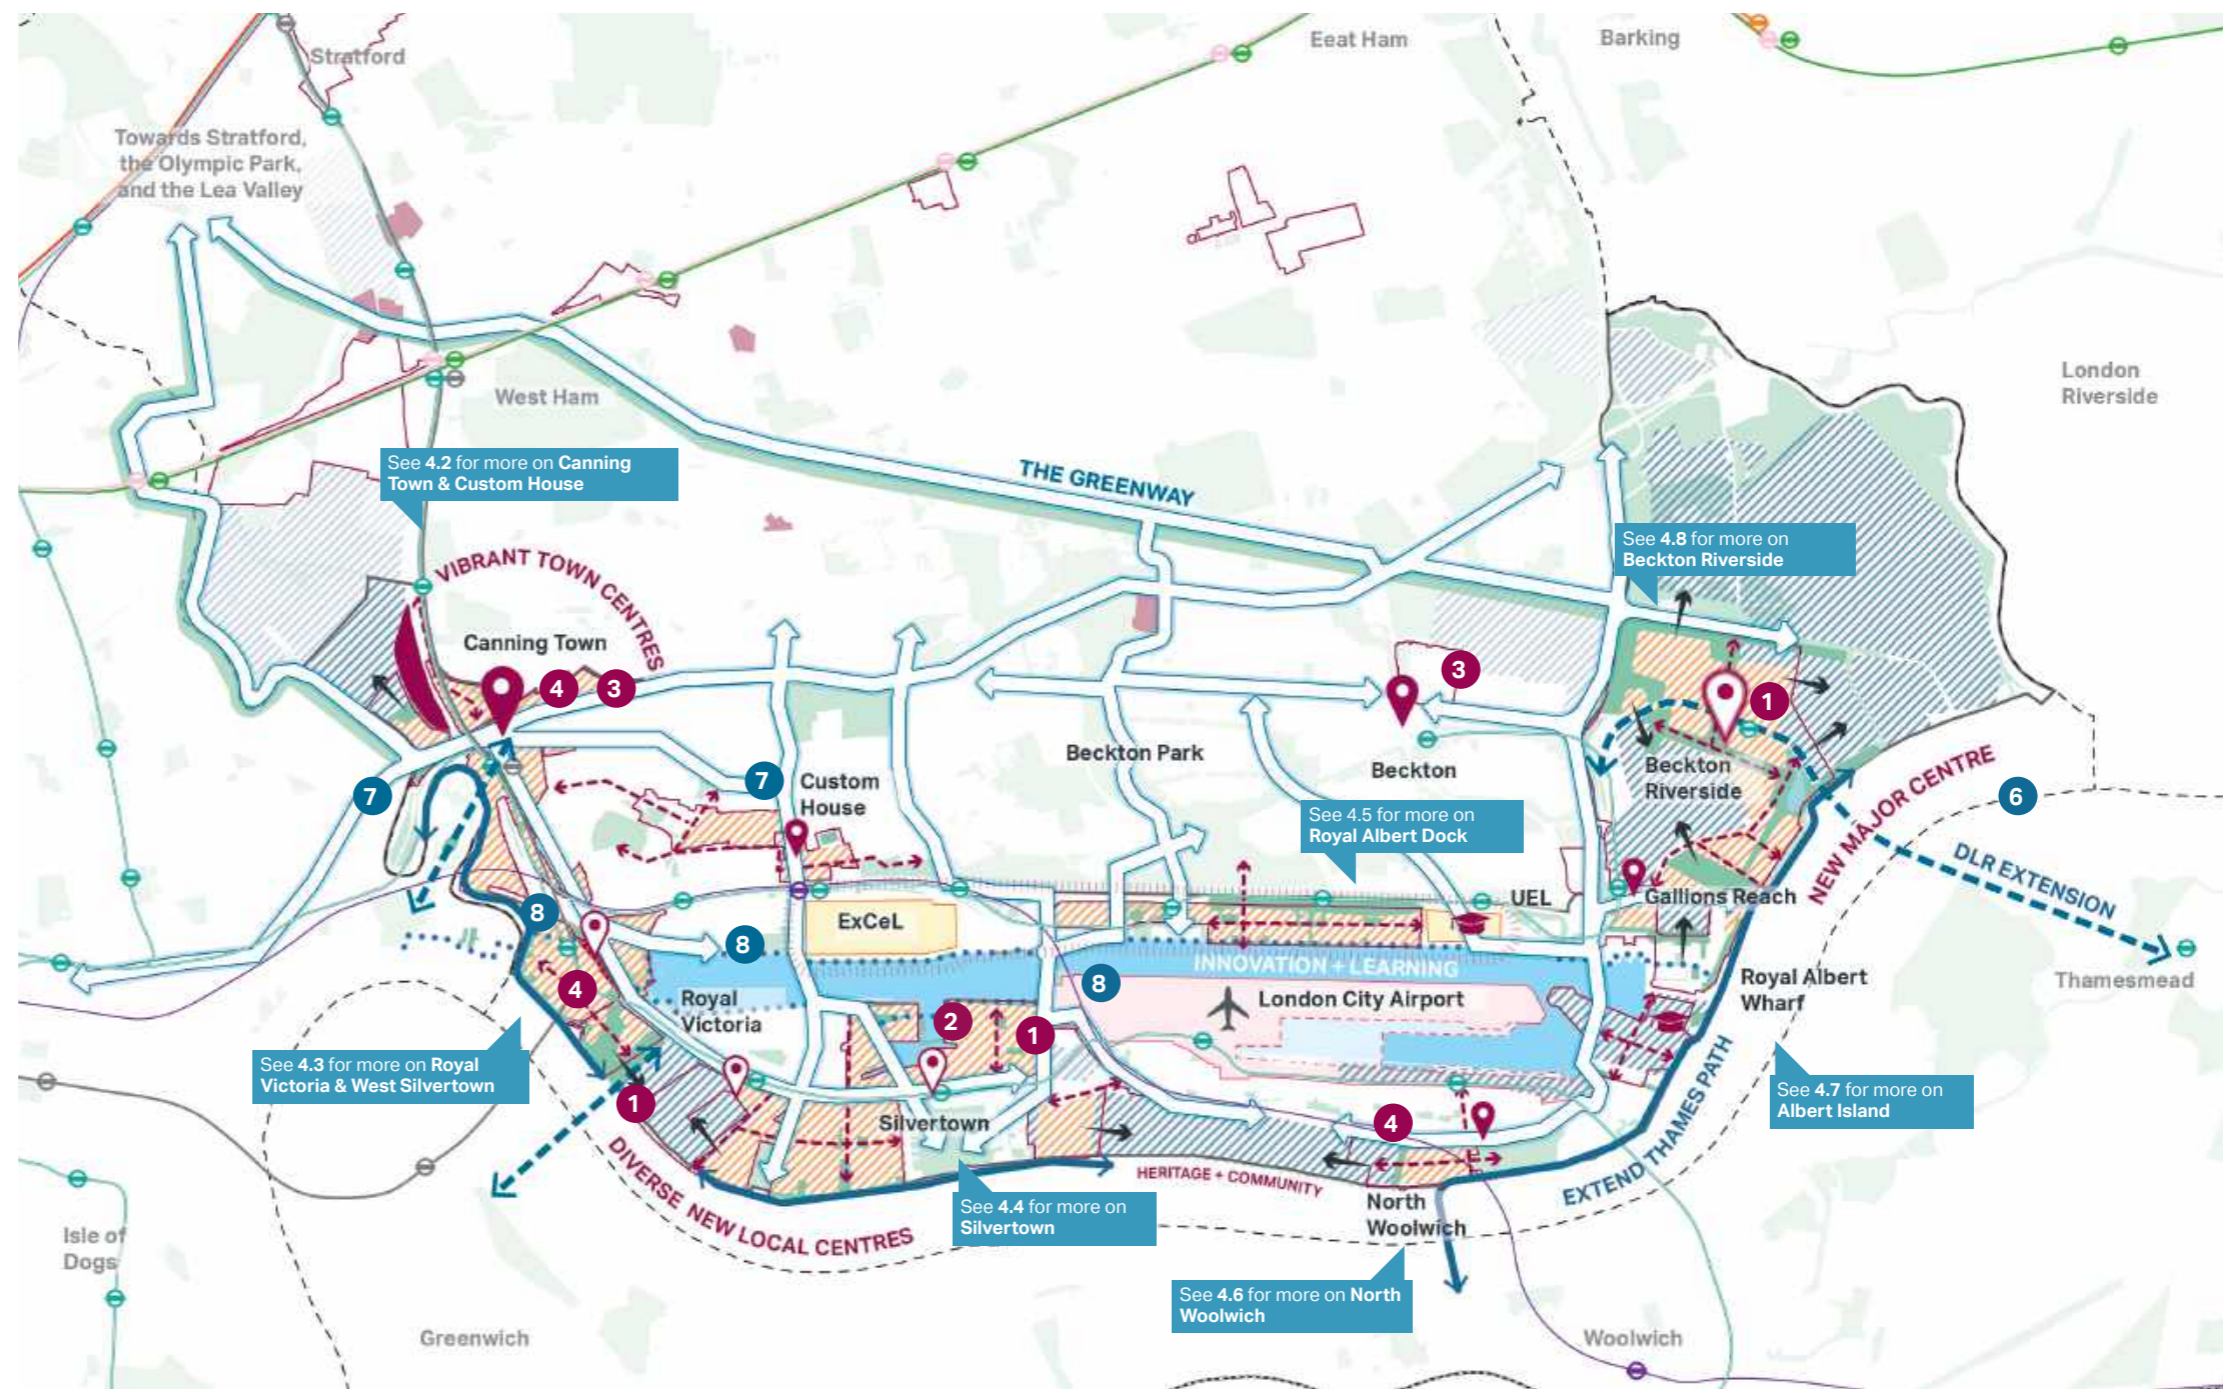 Stratford
Eeat Ham
Barking
Towards Stratford,
the Olympic Park,
and the Lea Valley
London
Riverside
West Ham
See 4.2 for more on Canning
Town & Custom House
THE GREENWAY
See 4.8 for more on
Beckton Riverside
VIBRANT TOWN CENTRES
Canning Town
4
3
3
1
Beckton Park
Beckton
Beckton
Riverside
7
7
Custom
House
6
NEW MAJOR CENTRE
See 4.5 for more on
Royal Albert Dock
DLR EXTENSION
UEL
Gallions Reach
8
ExCeL
8
INNOVATION + LEARNING
8
4
Royal
Victoria
London City Airport
Royal Albert
Wharf
Thamesmead
2
1
See 4.3 for more on Royal
Victoria & West Silvertown
1
See 4.7 for more on
Albert Island
Silvertown
4
EXTEND THAMES PATH
DIVERSE NEW LOCAL CENTRES
HERITAGE + COMMUNITY
See 4.4 for more on
Silvertown
North
Woolwich
Isle of
Dogs
See 4.6 for more on North
Woolwich
Greenwich
Woolwich